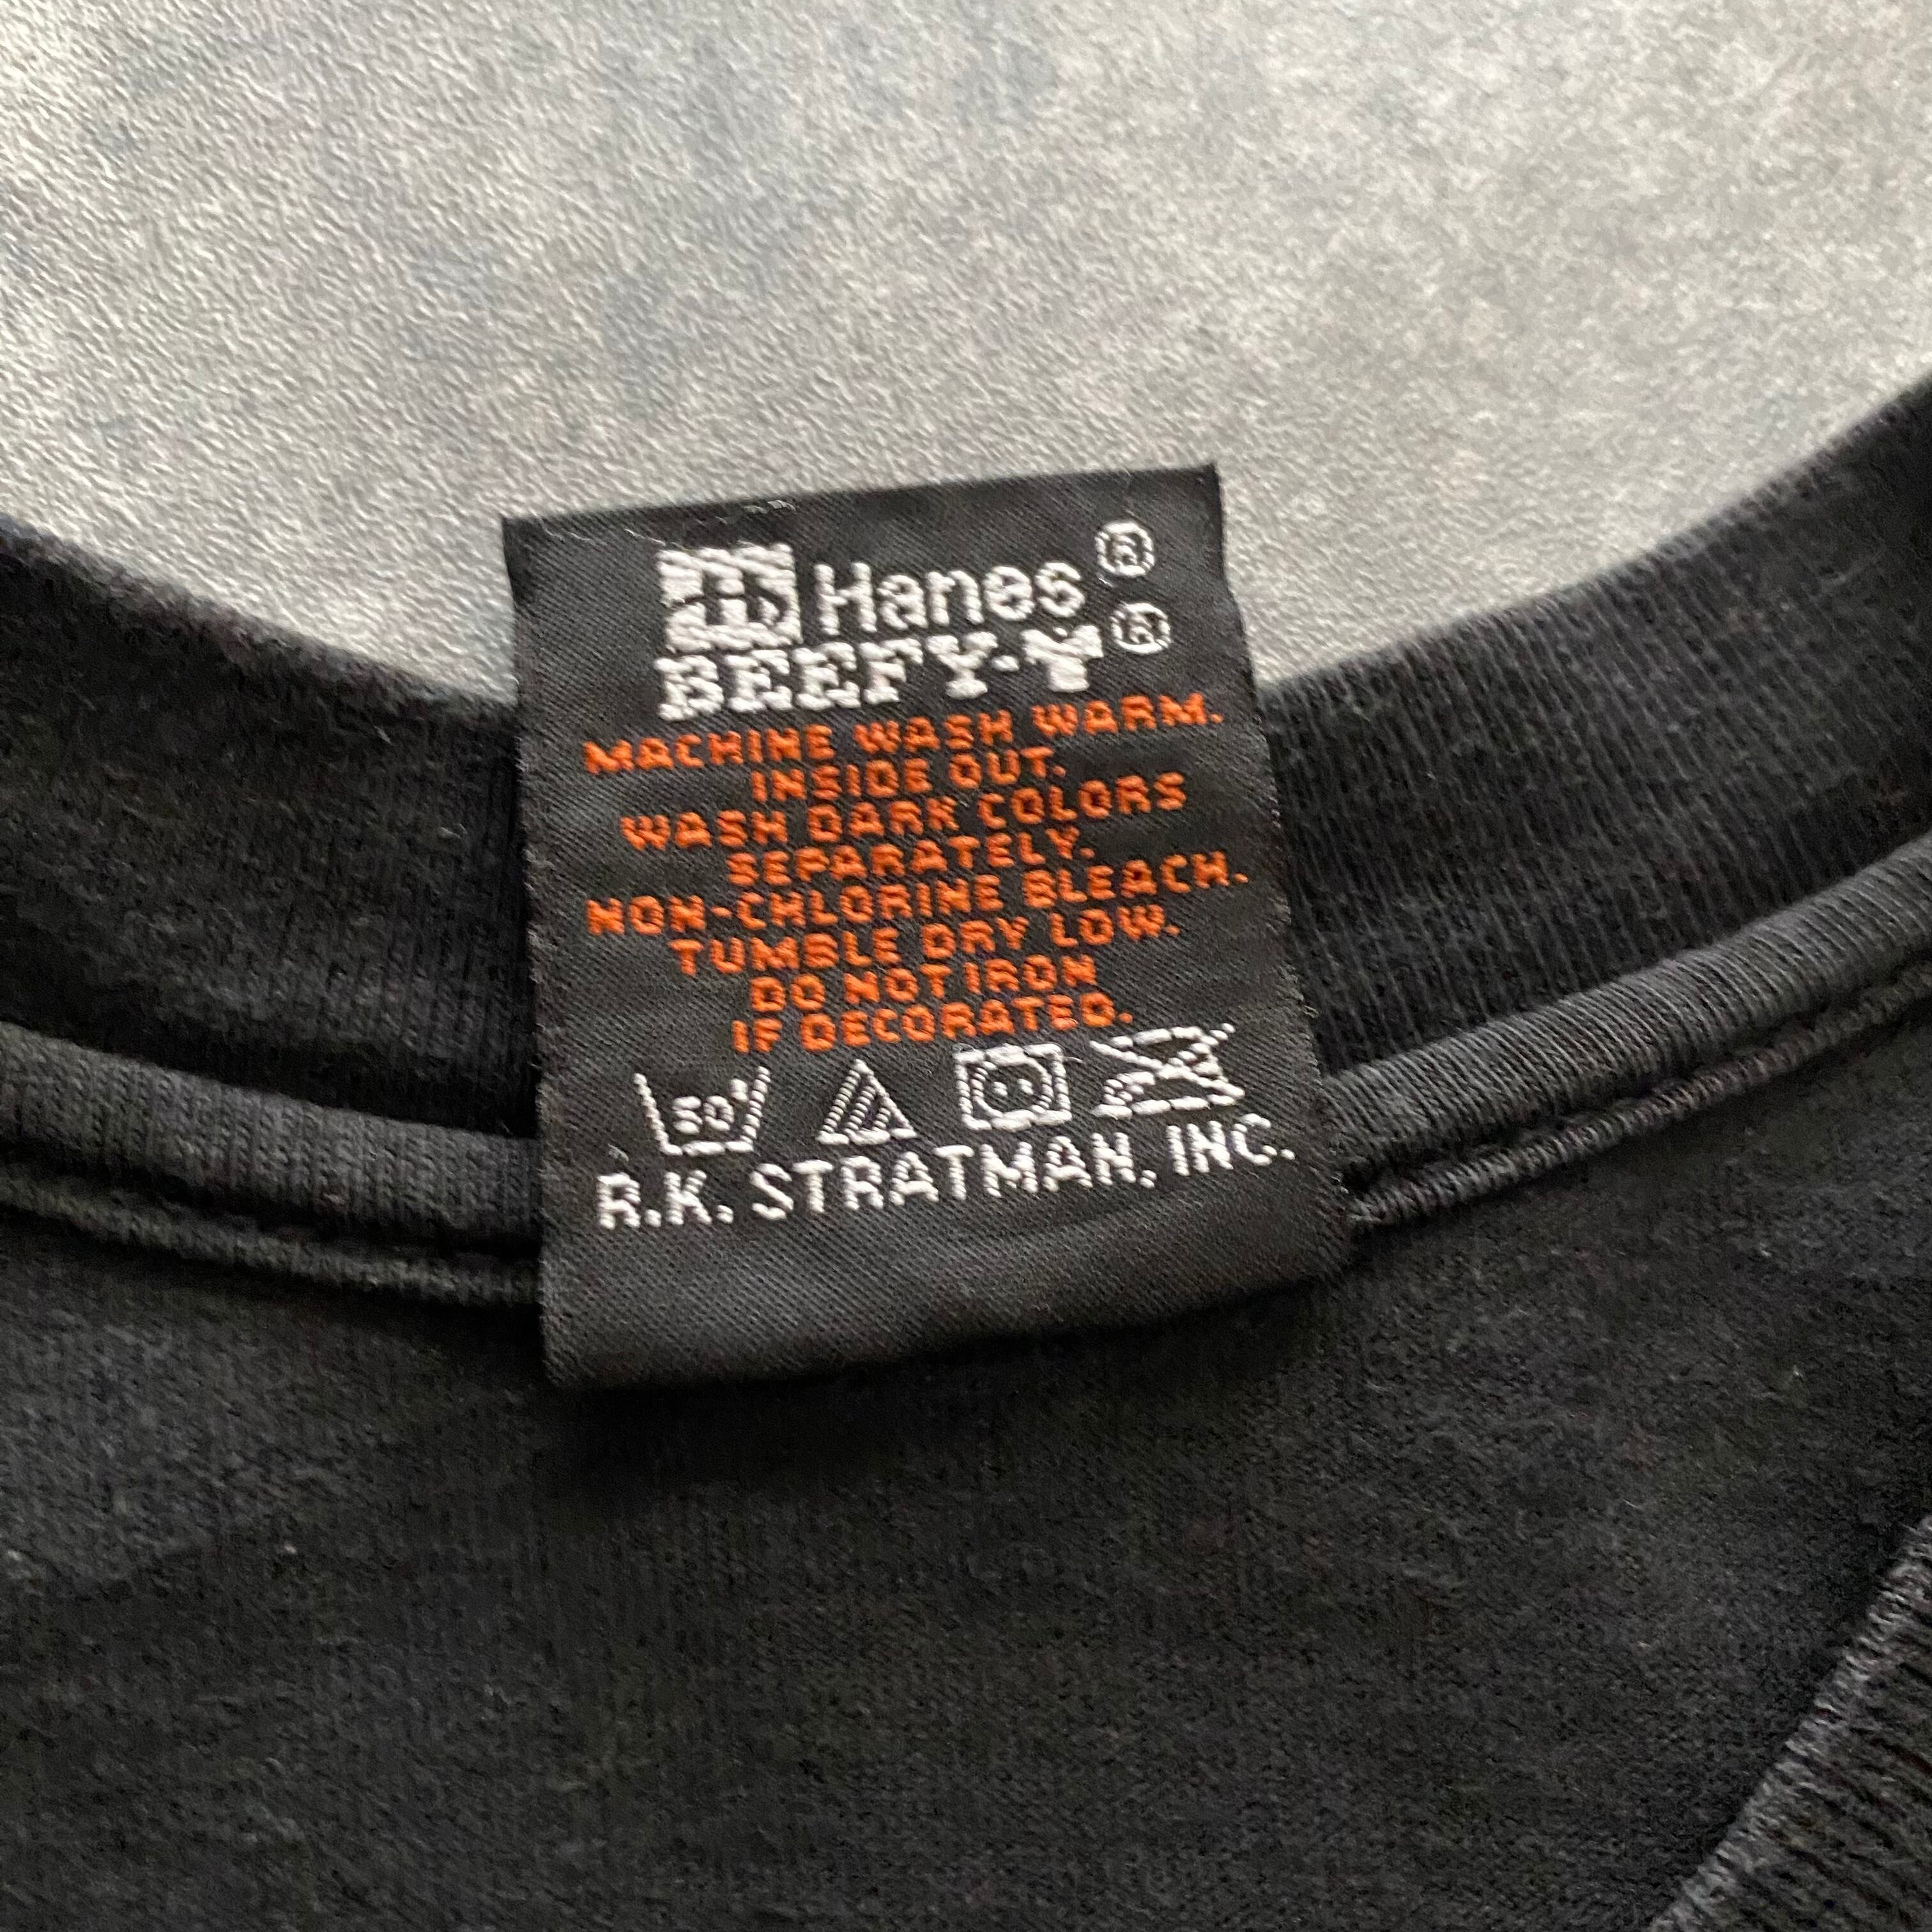 Hanes®
BEEFY-T®
MACHINE WASH WARM.
INSIDE OUT.
WASH DARK COLORS
SEPARATELY.
NON-CHLORINE BLEACH.
TUMBLE DRY LOW.
DO NOT IRON
IF DECORATED.
50°
R.K. STRATMAN, INC.